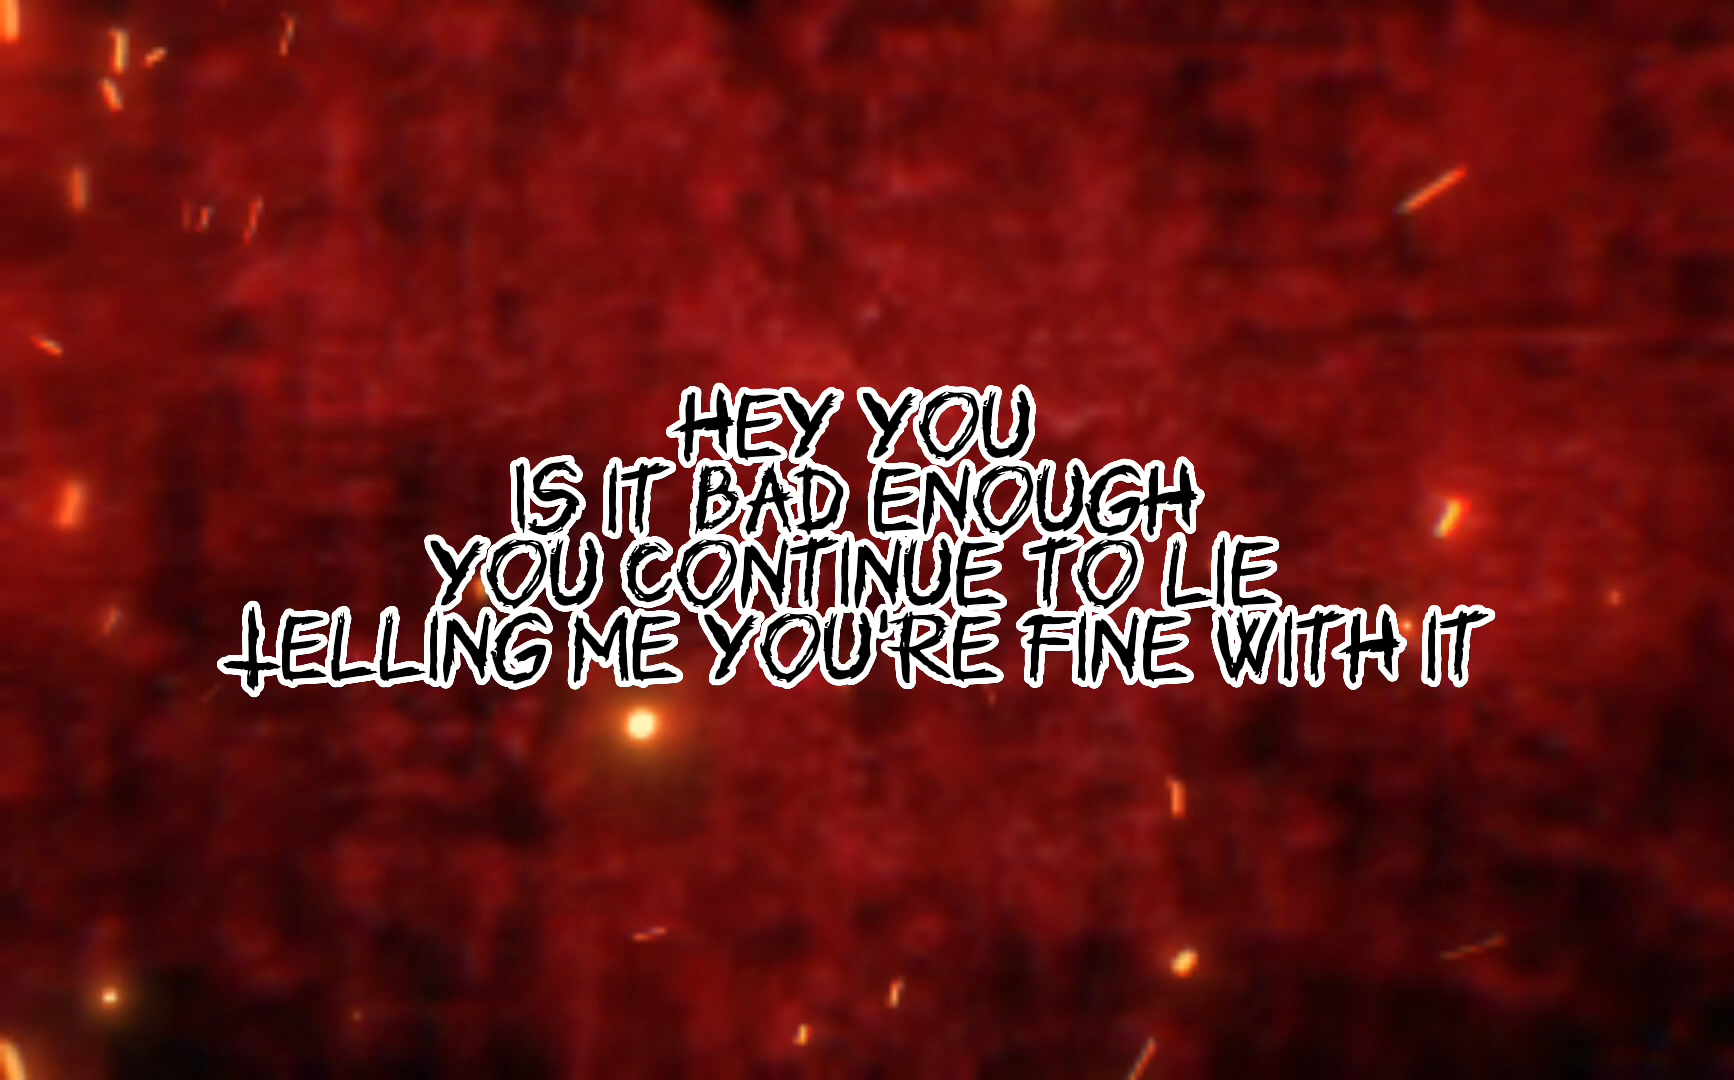 HEY YOU
IS IT BAD ENOUGH
YOU CONTINUE TO LIE
TELLING ME YOU'RE FINE WITH IT